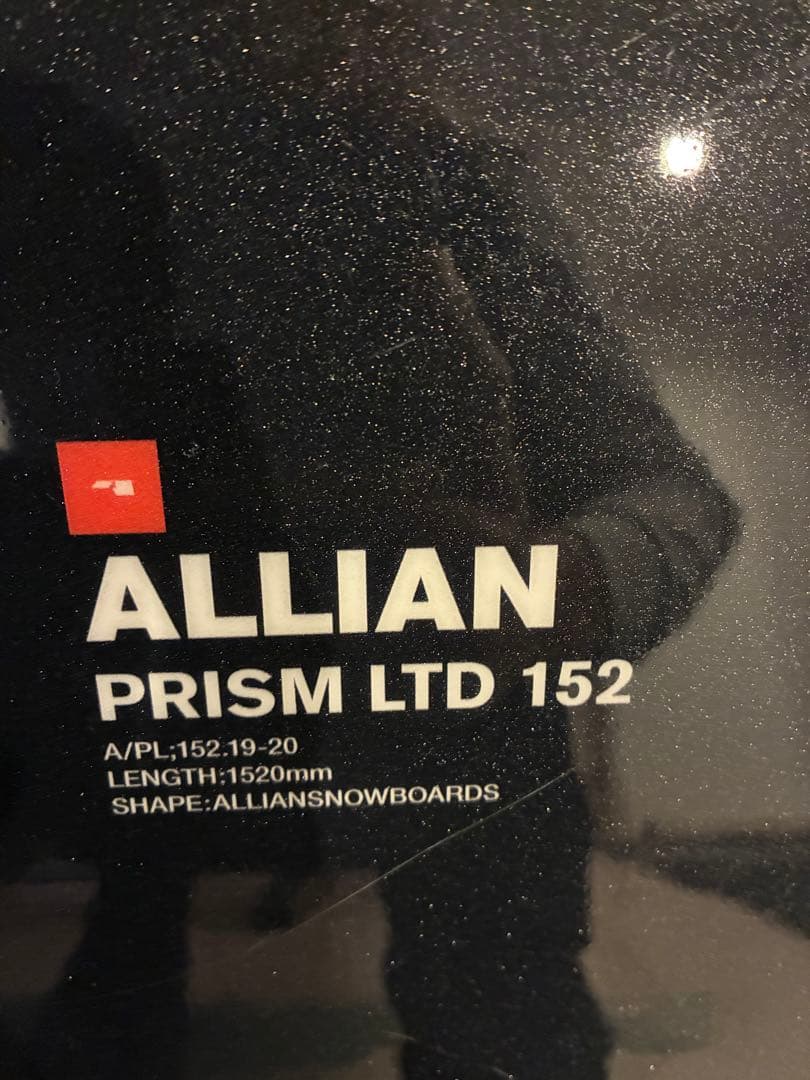 ALLIAN
PRISM LTD 152
A/PL;152.19-20
LENGTH:1520mm
SHAPE:ALLIANSNOWBOARDS